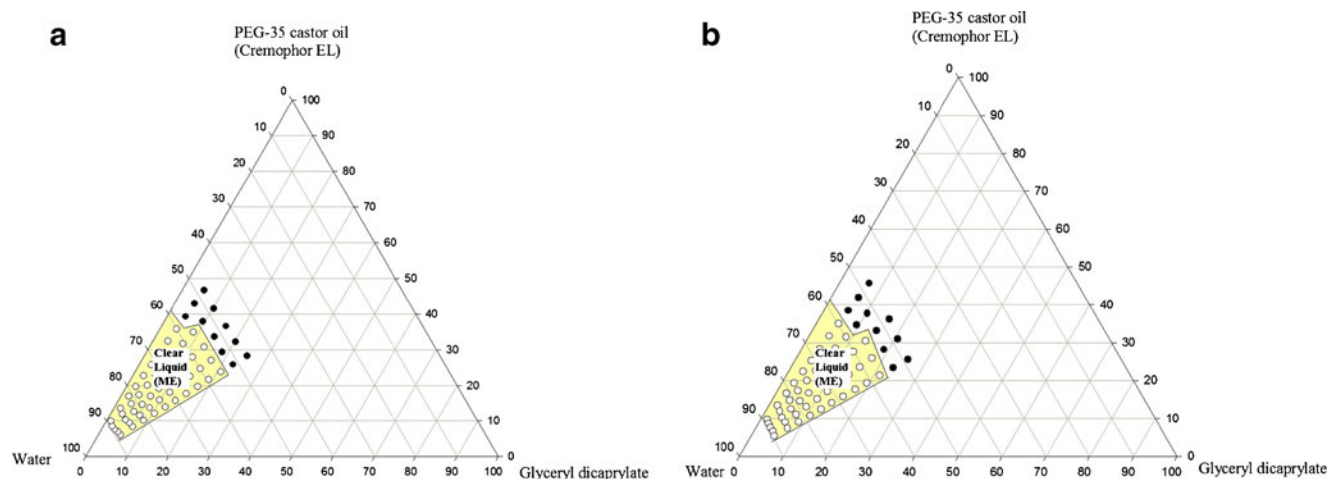 a
PEG-35 castor oil
(Cremophor EL)
0 100
10 90
20 80
30 70
40 60
50 50
60 40
70 30
Clear
Liquid
(ME)
80 20
90 10
100 0
Water Glyceryl dicaprylate
0 10 20 30 40 50 60 70 80 90 100
b
PEG-35 castor oil
(Cremophor EL)
0 100
10 90
20 80
30 70
40 60
50 50
60 40
70 30
Clear
Liquid
(ME)
80 20
90 10
100 0
Water Glyceryl dicaprylate
0 10 20 30 40 50 60 70 80 90 100